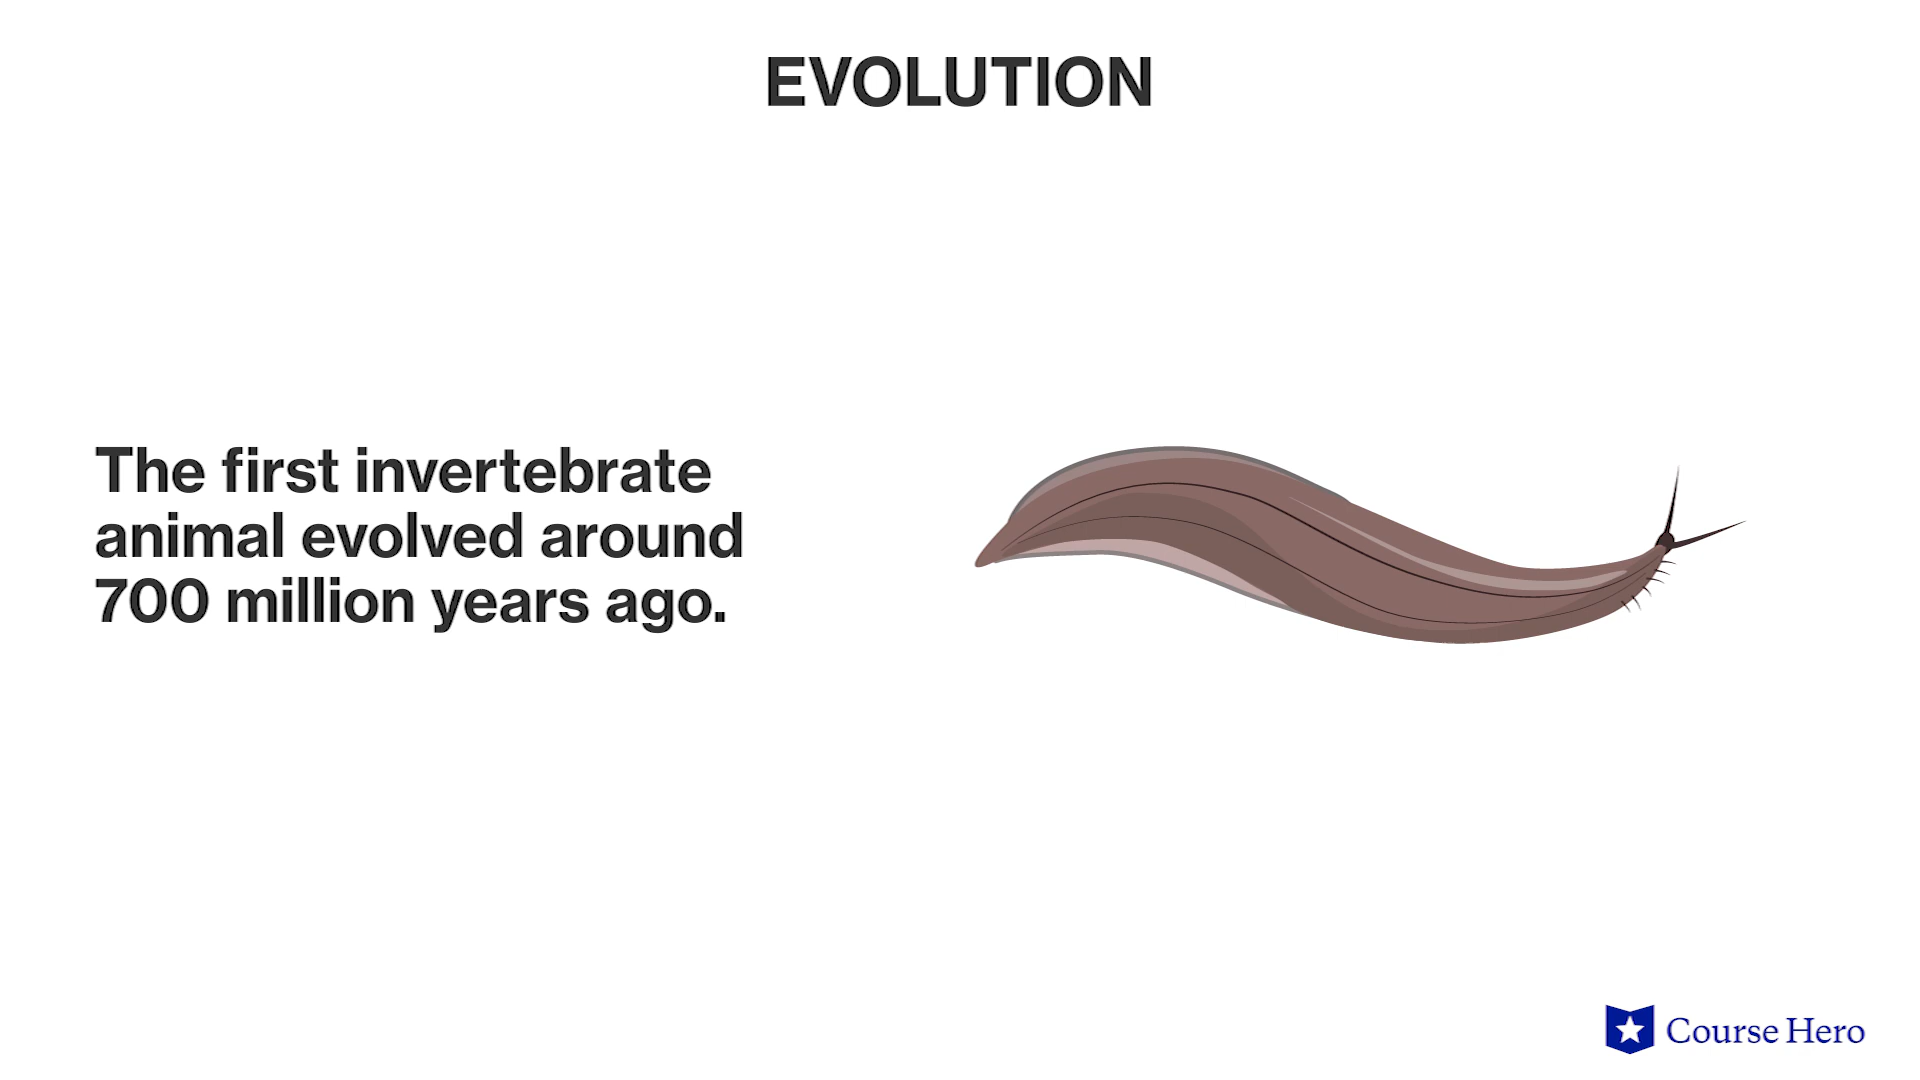 EVOLUTION
The first invertebrate
animal evolved around
700 million years ago.
Course Hero